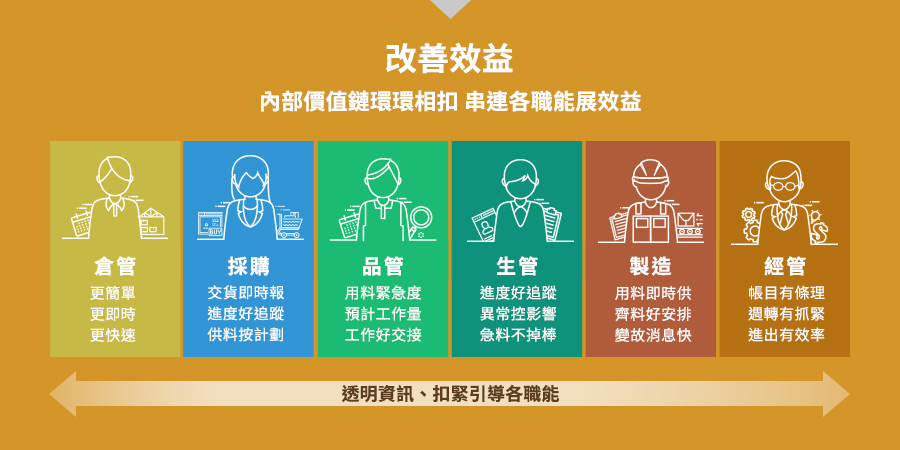 改善效益
內部價值鏈環環相扣 串連各職能展效益
BUY
倉管
更簡單
更即時
更快速
採購
交貨即時報
進度好追蹤
供料按計劃
品管
用料緊急度
預計工作量
工作好交接
生管
進度好追蹤
異常控影響
急料不掉棒
製造
用料即時供
齊料好安排
變故消息快
經管
帳目有條理
週轉有抓緊
進出有效率
透明資訊、扣緊引導各職能